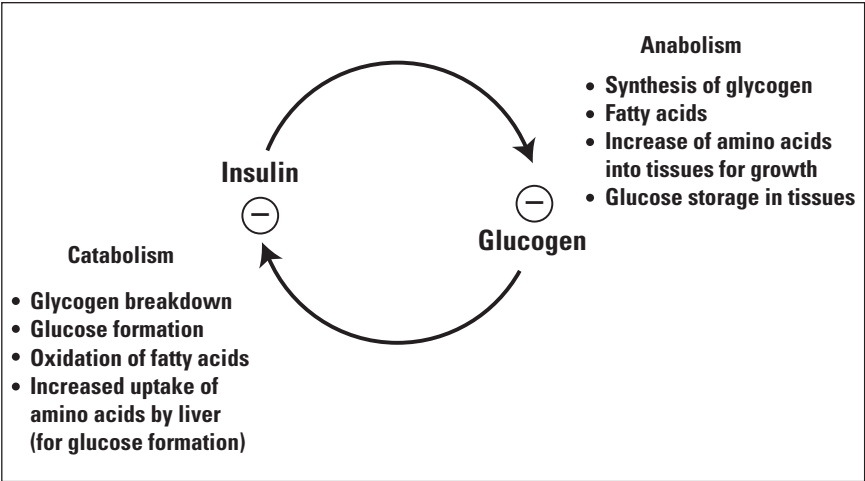 Anabolism
• Synthesis of glycogen
• Fatty acids
• Increase of amino acids
into tissues for growth
• Glucose storage in tissues
Insulin
−
−
Glucogen
Catabolism
• Glycogen breakdown
• Glucose formation
• Oxidation of fatty acids
• Increased uptake of
amino acids by liver
(for glucose formation)